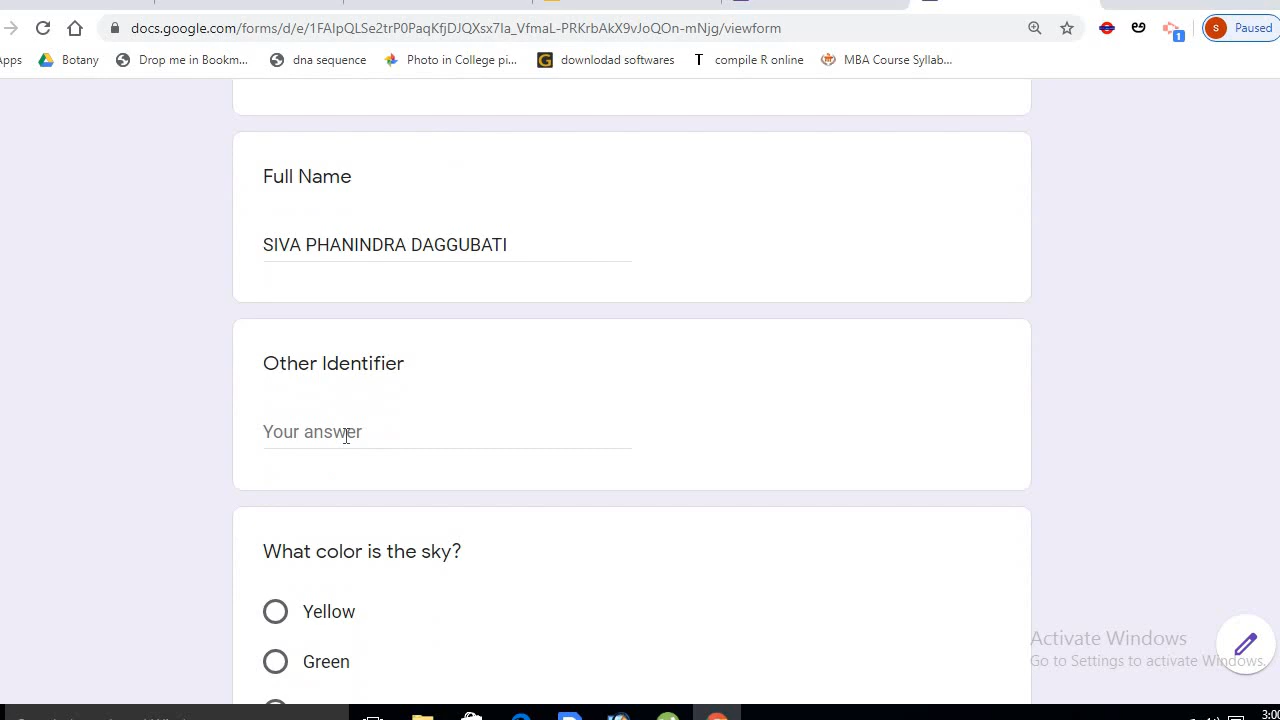 docs.google.com/forms/d/e/1FAIpQLSe2trP0PaqKfjDJOYcx7Ia_VfmaL-PRKrbAkX9vJoQOn-mNjg/viewform
S Paused
Apps Botany Drop me in Bookm... dna sequence Photo in College pi... G downlodad softwares T compile R online MBA Course Syllab...
1
Full Name
SIVA PHANINDRA DAGGUBATI
Other Identifier
Your answer
What color is the sky?
Yellow
Green
Activate Windows
Go to Settings to activate Windows.